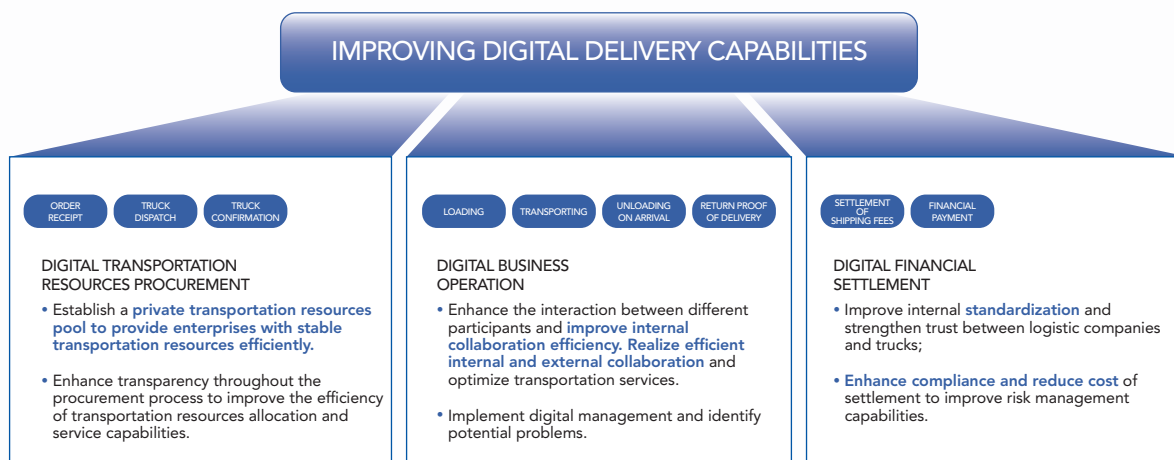 IMPROVING DIGITAL DELIVERY CAPABILITIES
ORDER
RECEIPT
TRUCK
DISPATCH
TRUCK
CONFIRMATION
DIGITAL TRANSPORTATION
RESOURCES PROCUREMENT
• Establish a private transportation resources
pool to provide enterprises with stable
transportation resources efficiently.
• Enhance transparency throughout the
procurement process to improve the efficiency
of transportation resources allocation and
service capabilities.
LOADING
TRANSPORTING
UNLOADING
ON ARRIVAL
RETURN PROOF
OF DELIVERY
DIGITAL BUSINESS
OPERATION
• Enhance the interaction between different
participants and improve internal
collaboration efficiency. Realize efficient
internal and external collaboration and
optimize transportation services.
• Implement digital management and identify
potential problems.
SETTLEMENT
OF
SHIPPING FEES
FINANCIAL
PAYMENT
DIGITAL FINANCIAL
SETTLEMENT
• Improve internal standardization and
strengthen trust between logistic companies
and trucks;
• Enhance compliance and reduce cost of
settlement to improve risk management
capabilities.